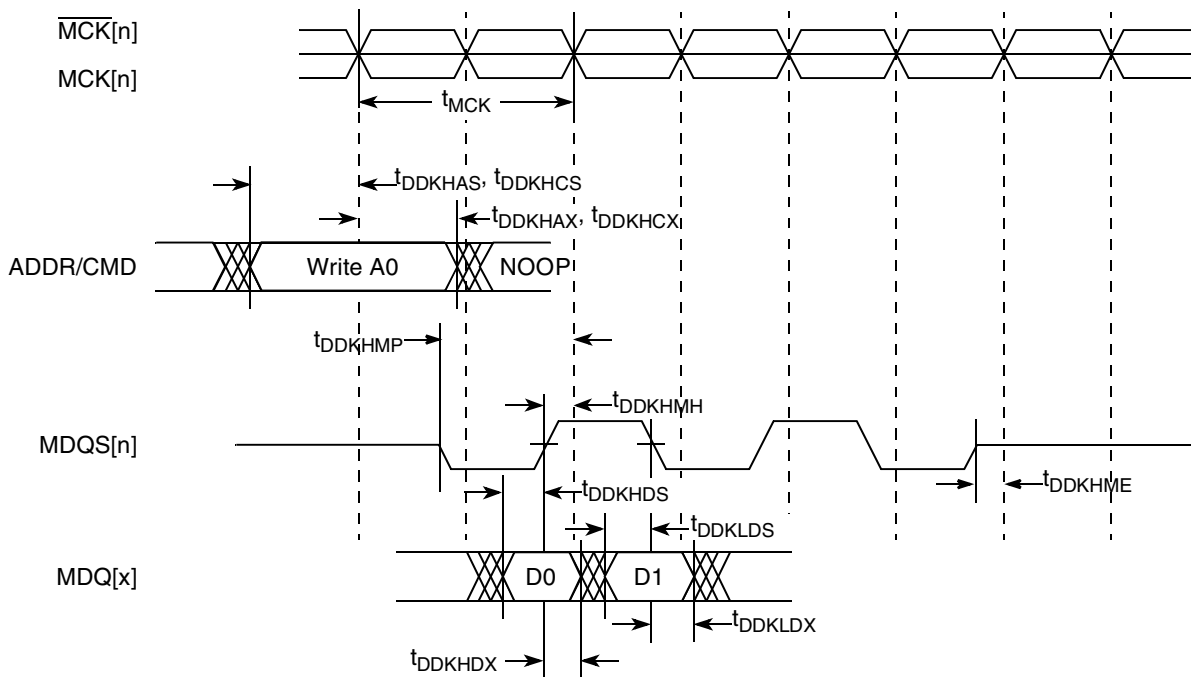 MCK[n]
MCK[n]
tMCK
tDDKHAS, tDDKHCS
tDDKHAX, tDDKHCX
ADDR/CMD
Write A0
NOOP
tDDKHMP
tDDKHMH
MDQS[n]
tDDKHDS
tDDKHME
tDDKLDS
MDQ[x]
D0
D1
tDDKLDX
tDDKHDX